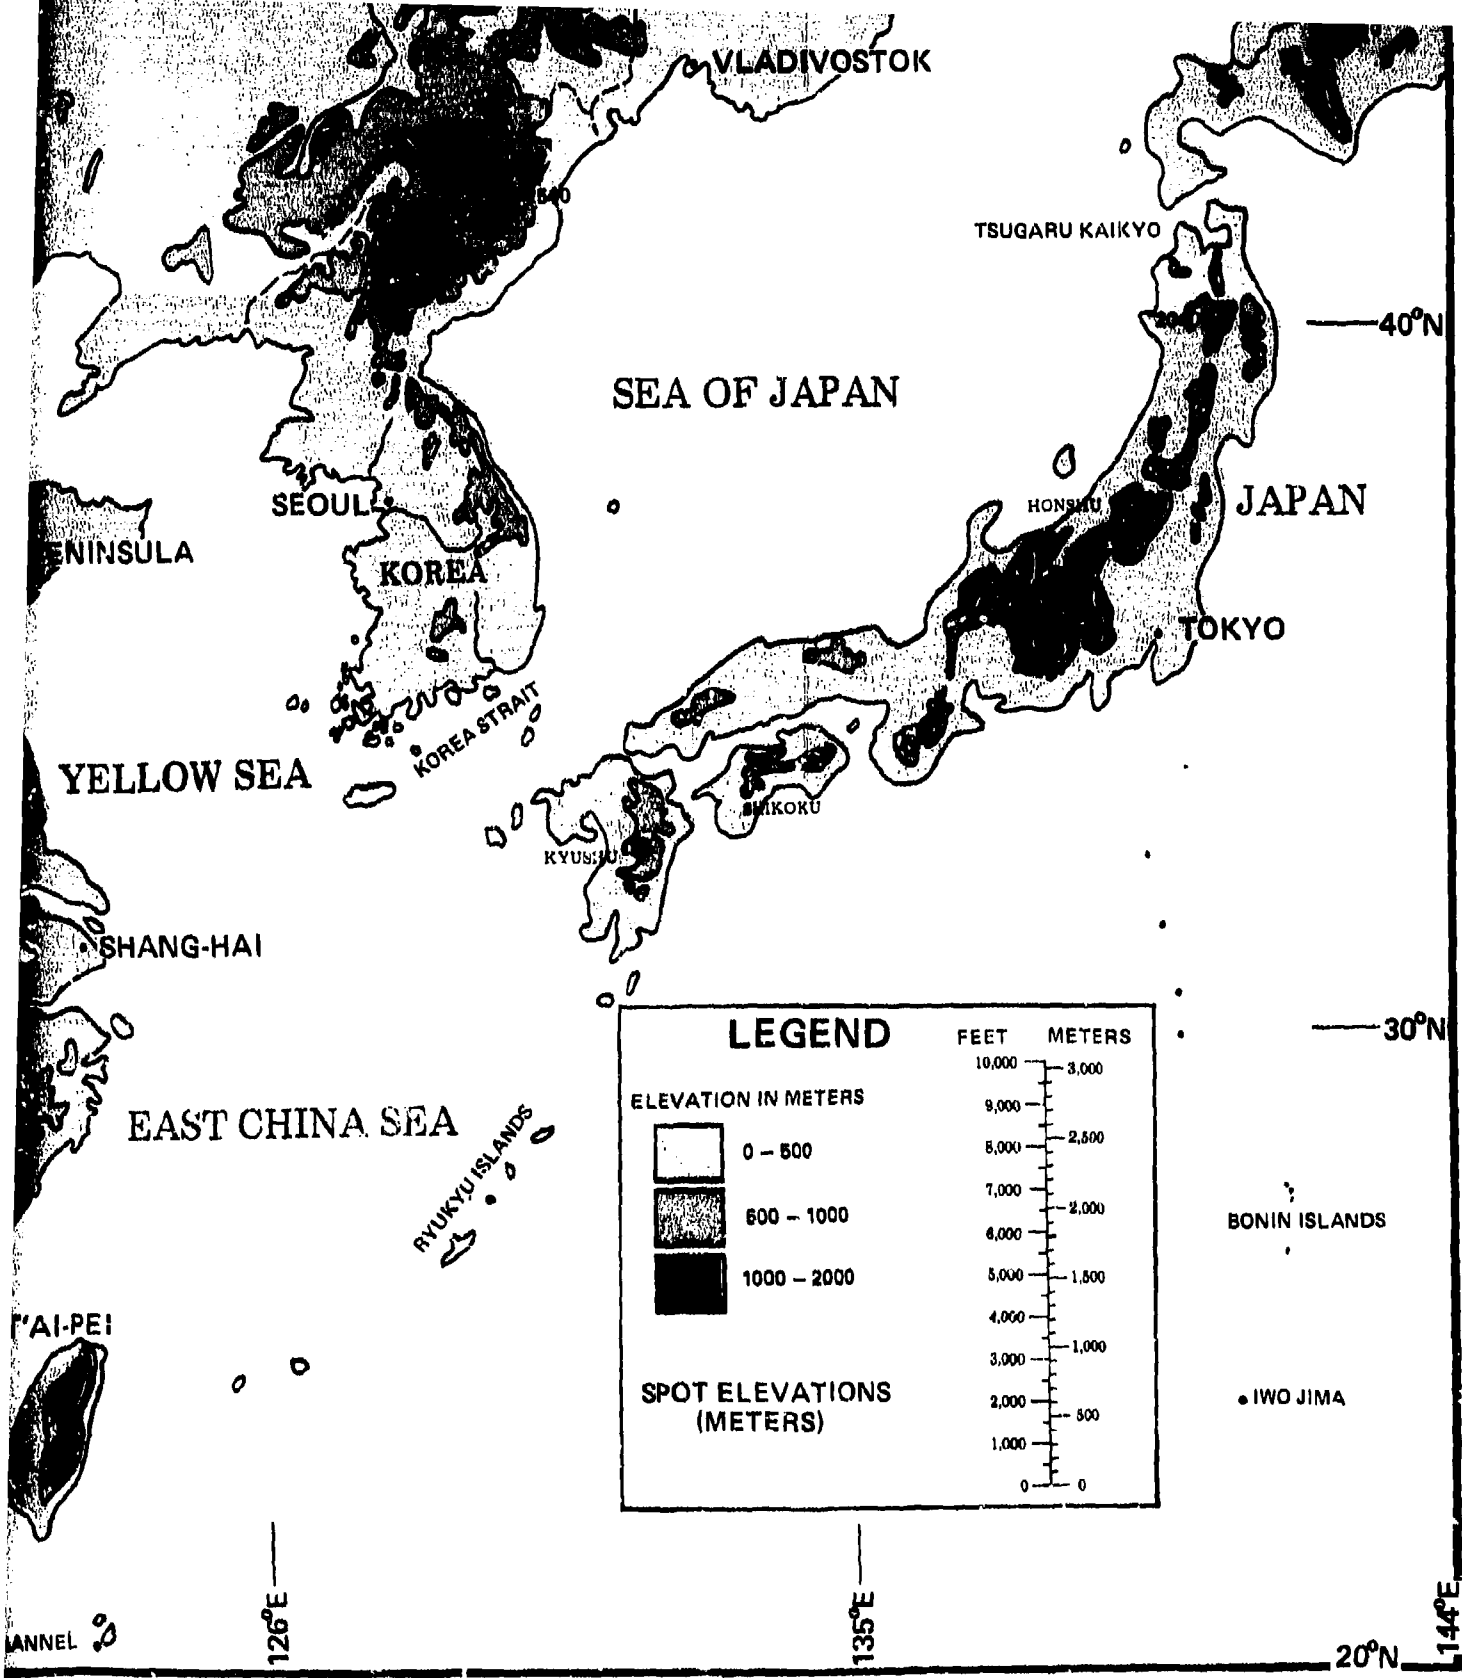 VLADIVOSTOK
TSUGARU KAIKYO
40°N
SEA OF JAPAN
HONSHU
JAPAN
SEOUL
ENINSULA
KOREA
TOKYO
KOREA STRAIT
YELLOW SEA
SHIKOKU
KYUSHU
SHANG-HAI
30°N
EAST CHINA SEA
RYUKYU ISLANDS
LEGEND
ELEVATION IN METERS
0 – 500
500 – 1000
1000 – 2000
SPOT ELEVATIONS
(METERS)
FEET METERS
10,000 3,000
9,000
8,000 2,500
7,000
2,000
6,000
5,000 1,500
4,000
1,000
3,000
2,000
500
1,000
0 0
BONIN ISLANDS
IWO JIMA
T'AI-PEI
ANNEL
126°E
135°E
144°E
20°N